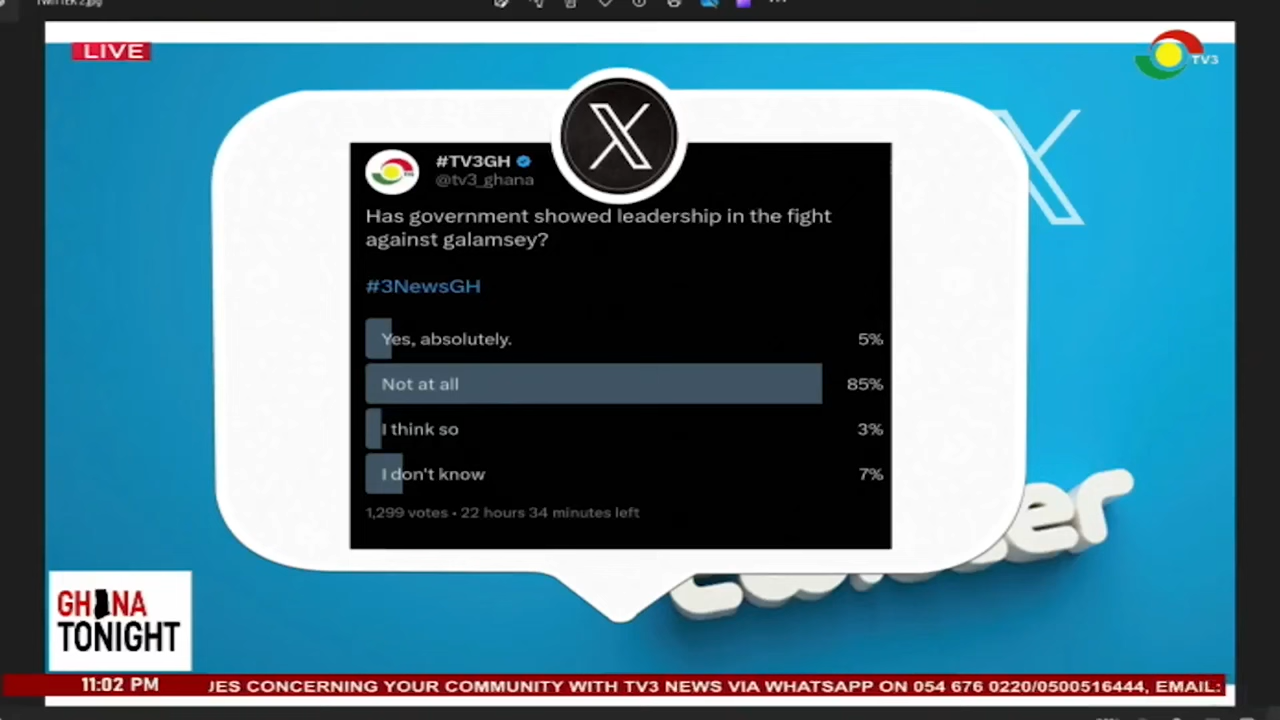 LIVE
TV3
#TV3GH
@tv3_ghana
Has government showed leadership in the fight
against galamsey?
#3NewsGH
Yes, absolutely. 5%
Not at all 85%
I think so 3%
I don't know 7%
1,299 votes • 22 hours 34 minutes left
GHANA
TONIGHT
11:02 PM
JES CONCERNING YOUR COMMUNITY WITH TV3 NEWS VIA WHATSAPP ON 054 676 0220/0500516444, EMAIL: